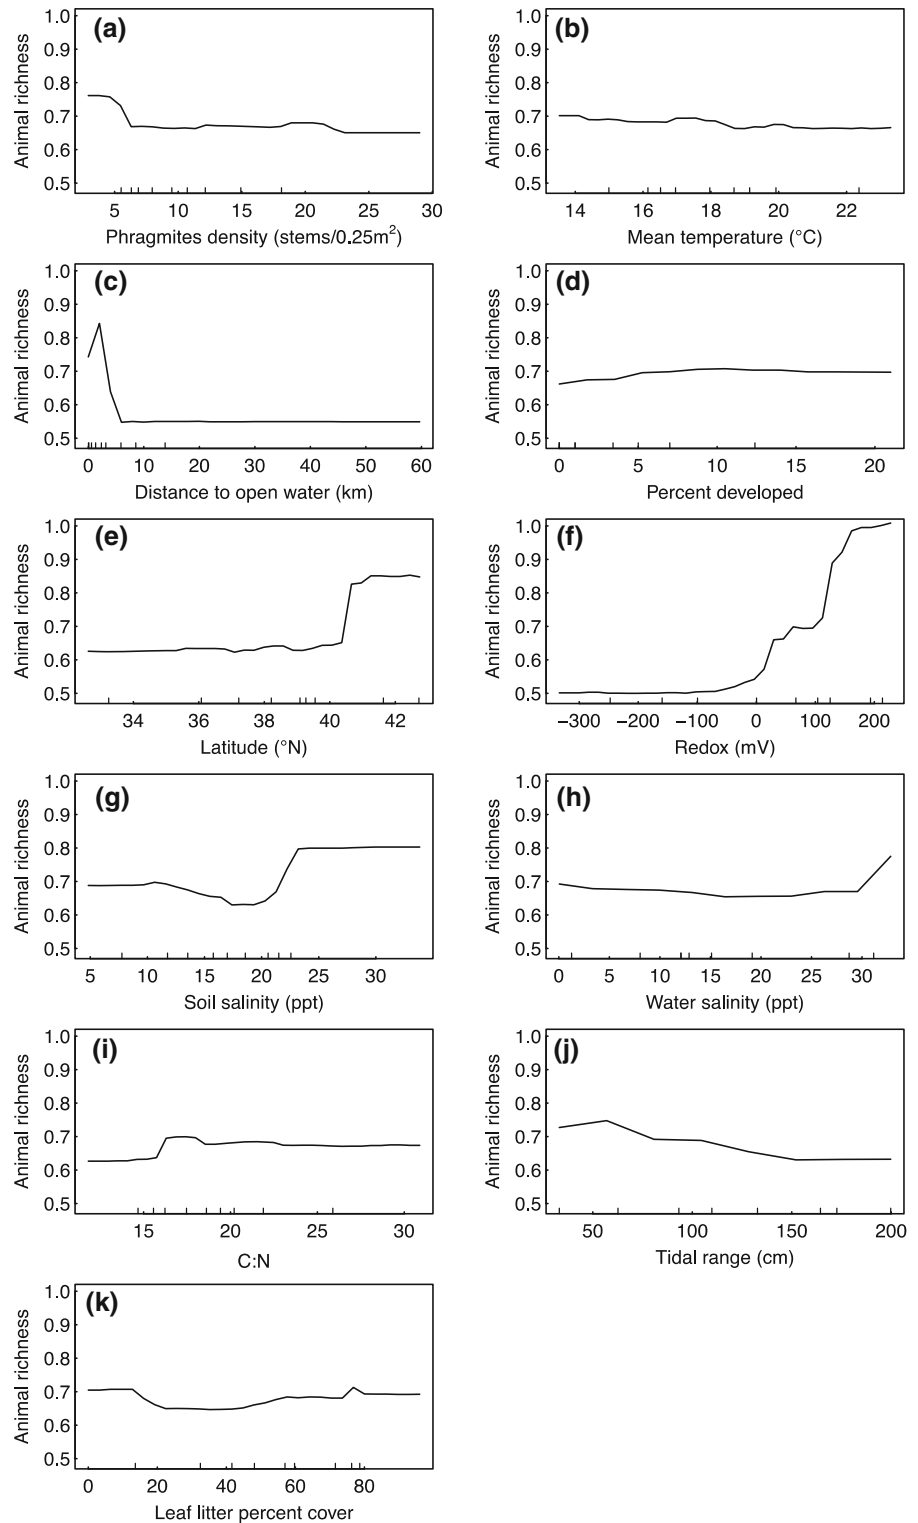 (a)
Animal richness
1.0
0.9
0.8
0.7
0.6
0.5
5 10 15 20 25 30
Phragmites density (stems/0.25m²)
(b)
Animal richness
1.0
0.9
0.8
0.7
0.6
0.5
14 16 18 20 22
Mean temperature (°C)
(c)
Animal richness
1.0
0.9
0.8
0.7
0.6
0.5
0 10 20 30 40 50 60
Distance to open water (km)
(d)
Animal richness
1.0
0.9
0.8
0.7
0.6
0.5
0 5 10 15 20
Percent developed
(e)
Animal richness
1.0
0.9
0.8
0.7
0.6
0.5
34 36 38 40 42
Latitude (°N)
(f)
Animal richness
1.0
0.9
0.8
0.7
0.6
0.5
−300 −200 −100 0 100 200
Redox (mV)
(g)
Animal richness
1.0
0.9
0.8
0.7
0.6
0.5
5 10 15 20 25 30
Soil salinity (ppt)
(h)
Animal richness
1.0
0.9
0.8
0.7
0.6
0.5
0 5 10 15 20 25 30
Water salinity (ppt)
(i)
Animal richness
1.0
0.9
0.8
0.7
0.6
0.5
15 20 25 30
C:N
(j)
Animal richness
1.0
0.9
0.8
0.7
0.6
0.5
50 100 150 200
Tidal range (cm)
(k)
Animal richness
1.0
0.9
0.8
0.7
0.6
0.5
0 20 40 60 80
Leaf litter percent cover